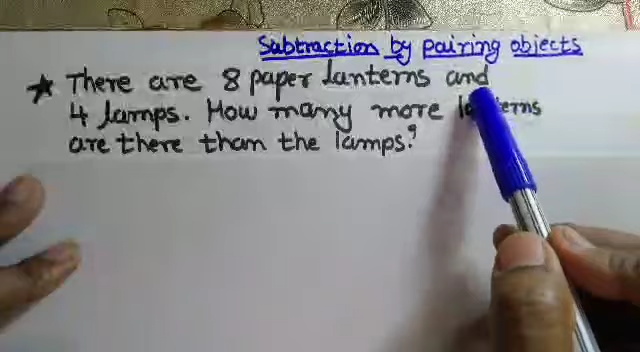 Subtraction by pairing objects
★ There are 8 paper lanterns and
4 lamps. How many more
are there than the lamps?